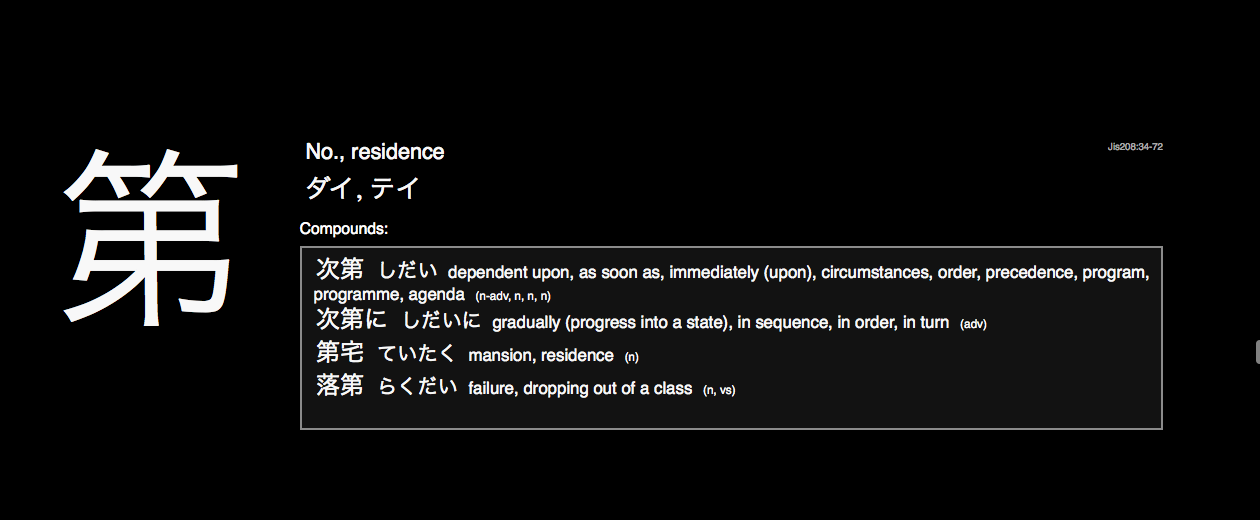 第
No., residence
Jis208:34-72
ダイ, テイ
Compounds:
次第 しだい dependent upon, as soon as, immediately (upon), circumstances, order, precedence, program,
programme, agenda (n-adv, n, n, n)
次第に しだいに gradually (progress into a state), in sequence, in order, in turn (adv)
第宅 ていたく mansion, residence (n)
落第 らくだい failure, dropping out of a class (n, vs)